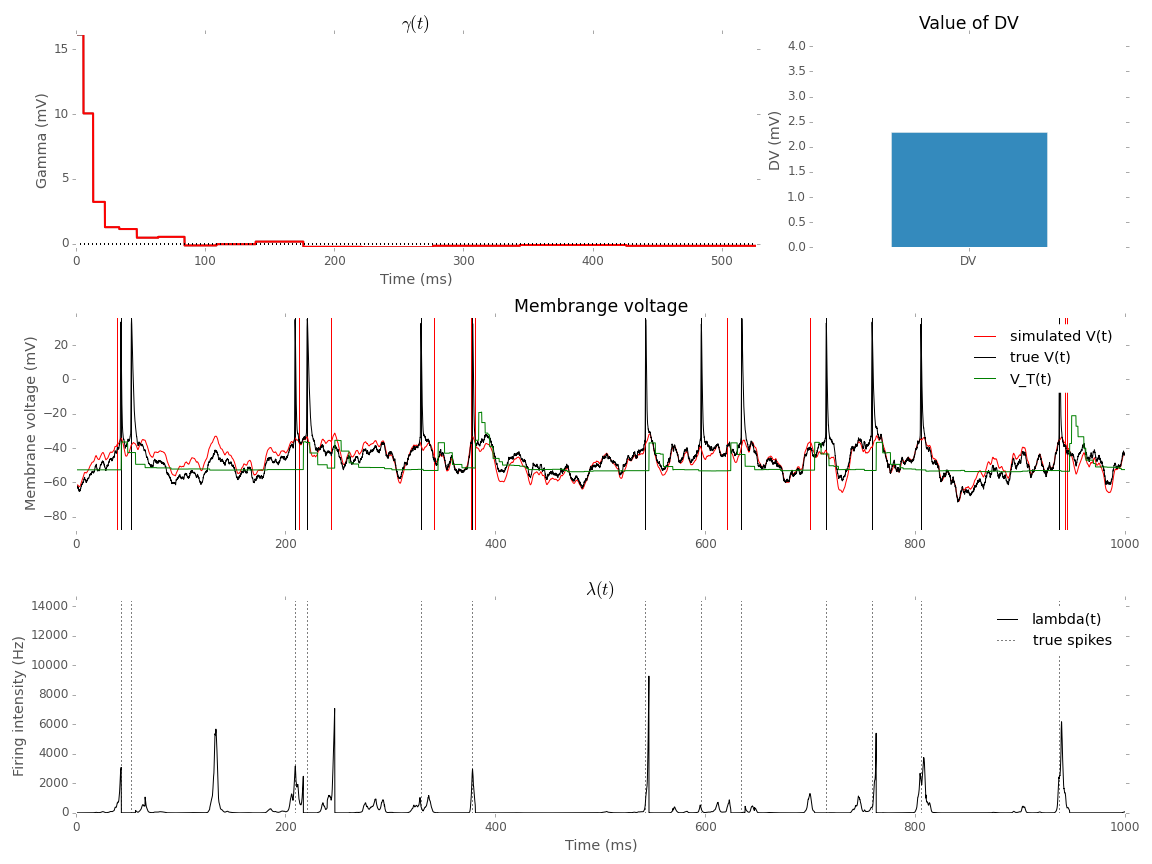 γ(t)
Value of DV
Gamma (mV)
15
10
5
0
0 100 200 300 400 500
Time (ms)
DV (mV)
4.0
3.5
3.0
2.5
2.0
1.5
1.0
0.5
0.0
DV
Membrange voltage
Membrane voltage (mV)
20
0
−20
−40
−60
−80
simulated V(t)
true V(t)
V_T(t)
0 200 400 600 800 1000
λ(t)
Firing intensity (Hz)
14000
12000
10000
8000
6000
4000
2000
0
lambda(t)
true spikes
0 200 400 600 800 1000
Time (ms)